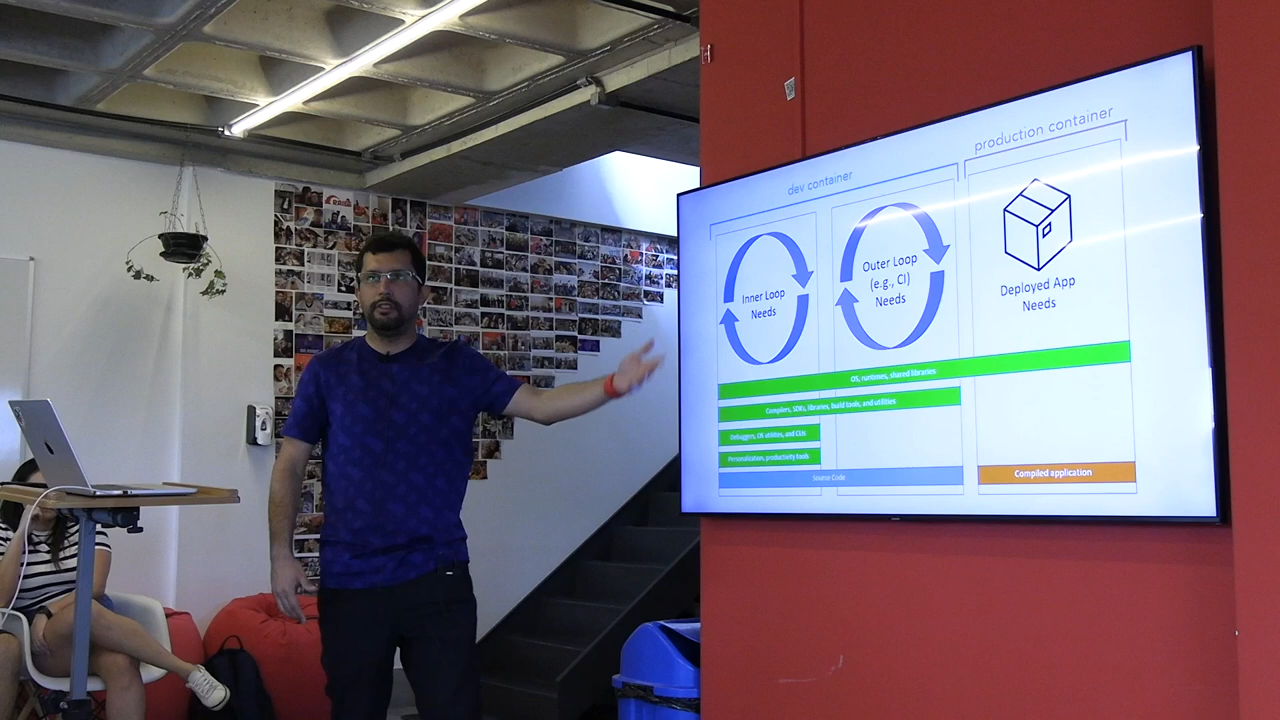 production container
dev container
Inner Loop
Needs
Outer Loop
(e.g., CI)
Needs
Deployed App
Needs
OS, runtimes, shared libraries
Compilers, SDKs, libraries, build tools, and utilities
Debuggers, OS utilities, and CLIs
Personalization, productivity tools
Source Code
Compiled application